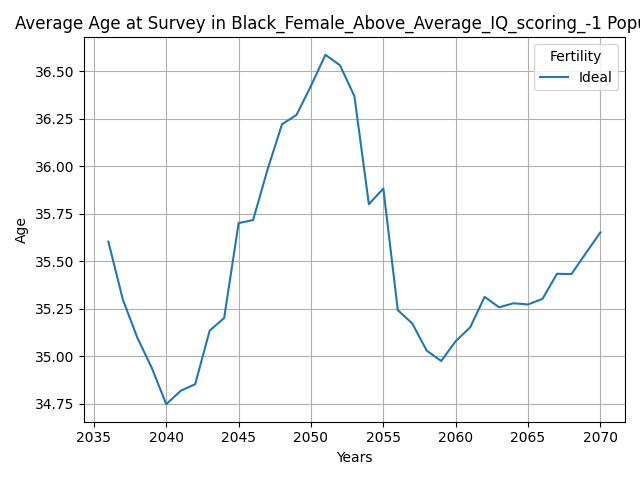 Average Age at Survey in Black_Female_Above_Average_IQ_scoring_-1 Popu
Fertility
Ideal
36.50
36.25
36.00
35.75
35.50
35.25
35.00
34.75
Age
2035 2040 2045 2050 2055 2060 2065 2070
Years